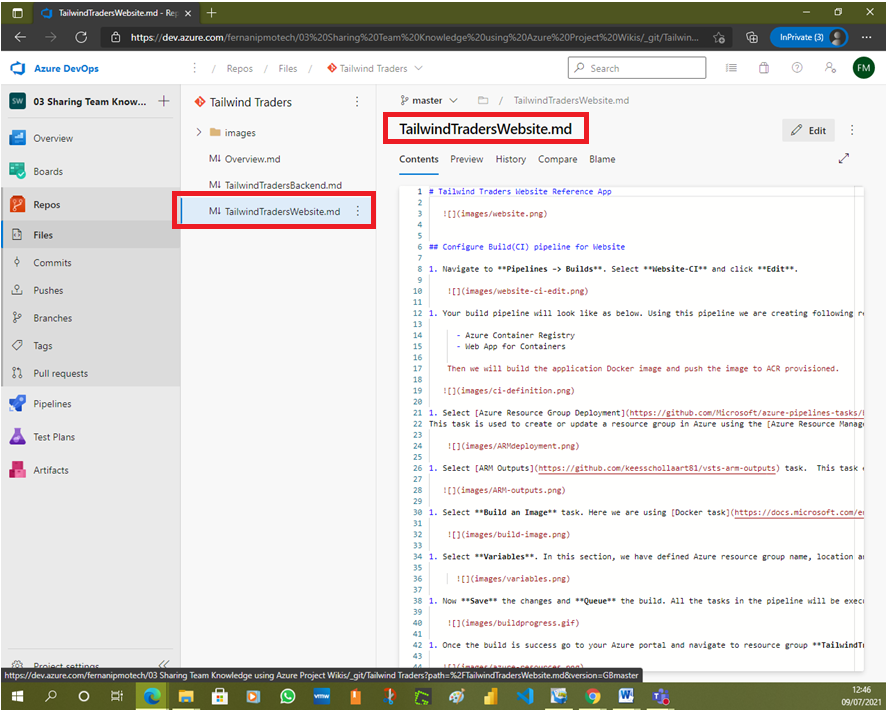 TailwindTradersWebsite.md - Rep
https://dev.azure.com/fernanipmotech/03%20Sharing%20Team%20Knowledge%20using%20Azure%20Project%20Wikis/_git/Tailwin...
InPrivate (3)
Azure DevOps
/ Repos / Files / Tailwind Traders
Search
FM
SW
03 Sharing Team Know...
Overview
Boards
Repos
Files
Commits
Pushes
Branches
Tags
Pull requests
Pipelines
Test Plans
Artifacts
Project settings
Tailwind Traders
images
M↓ Overview.md
M↓ TailwindTradersBackend.md
M↓ TailwindTradersWebsite.md
master
/ TailwindTradersWebsite.md
TailwindTradersWebsite.md
Edit
Contents Preview History Compare Blame
1 # Tailwind Traders Website Reference App
2
3 ![](images/website.png)
4
5
6 ## Configure Build(CI) pipeline for Website
7
8 1. Navigate to **Pipelines -> Builds**. Select **Website-CI** and click **Edit**.
9
10 ![](images/website-ci-edit.png)
11
12 1. Your build pipeline will look like as below. Using this pipeline we are creating following re
13
14 - Azure Container Registry
15 - Web App for Containers
16
17 Then we will build the application Docker image and push the image to ACR provisioned.
18
19 ![](images/ci-definition.png)
20
21 1. Select [Azure Resource Group Deployment](https://github.com/Microsoft/azure-pipelines-tasks/
22 This task is used to create or update a resource group in Azure using the [Azure Resource Manag
23
24 ![](images/ARMdeployment.png)
25
26 1. Select [ARM Outputs](https://github.com/keesschollaart81/vsts-arm-outputs) task. This task
27
28 ![](images/ARM-outputs.png)
29
30 1. Select **Build an Image** task. Here we are using [Docker task](https://docs.microsoft.com/en
31
32 ![](images/build-image.png)
33
34 1. Select **Variables**. In this section, we have defined Azure resource group name, location a
35
36 ![](images/variables.png)
37
38 1. Now **Save** the changes and **Queue** the build. All the tasks in the pipeline will be exec
39
40 ![](images/buildprogress.gif)
41
42 1. Once the build is success go to your Azure portal and navigate to resource group **TailwindTr
43
44 ![](images/azure-resources.png)
https://dev.azure.com/fernanipmotech/03 Sharing Team Knowledge using Azure Project Wikis/_git/Tailwind Traders?path=%2FTailwindTradersWebsite.md&version=GBmaster
12:46
09/07/2021